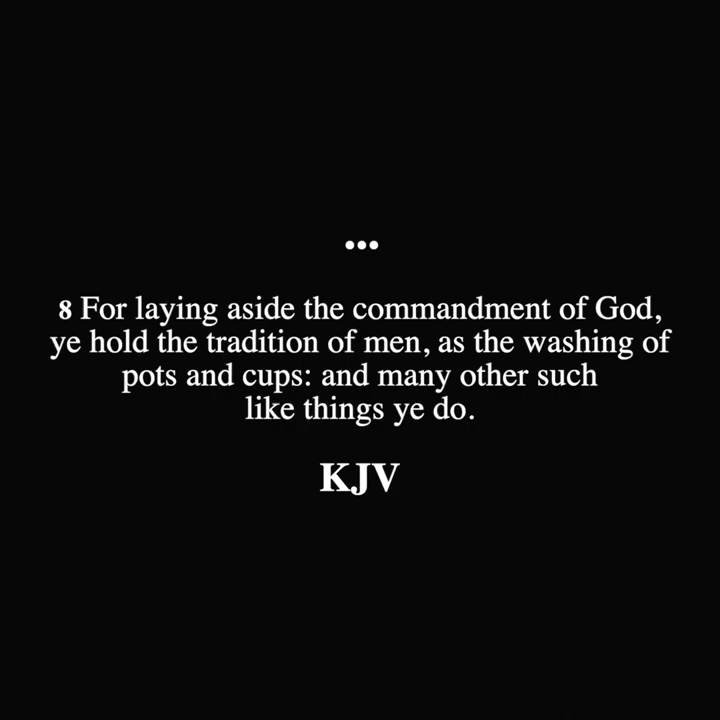 •••
8 For laying aside the commandment of God,
ye hold the tradition of men, as the washing of
pots and cups: and many other such
like things ye do.
KJV